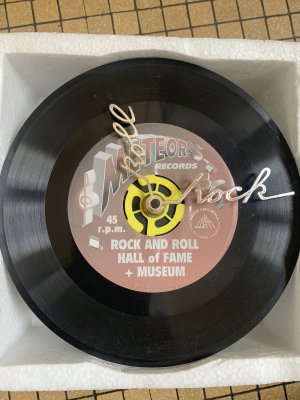 Roll
METEOR
RECORDS
Rock
45
r.p.m.
ROCK AND ROLL
HALL of FAME
+ MUSEUM